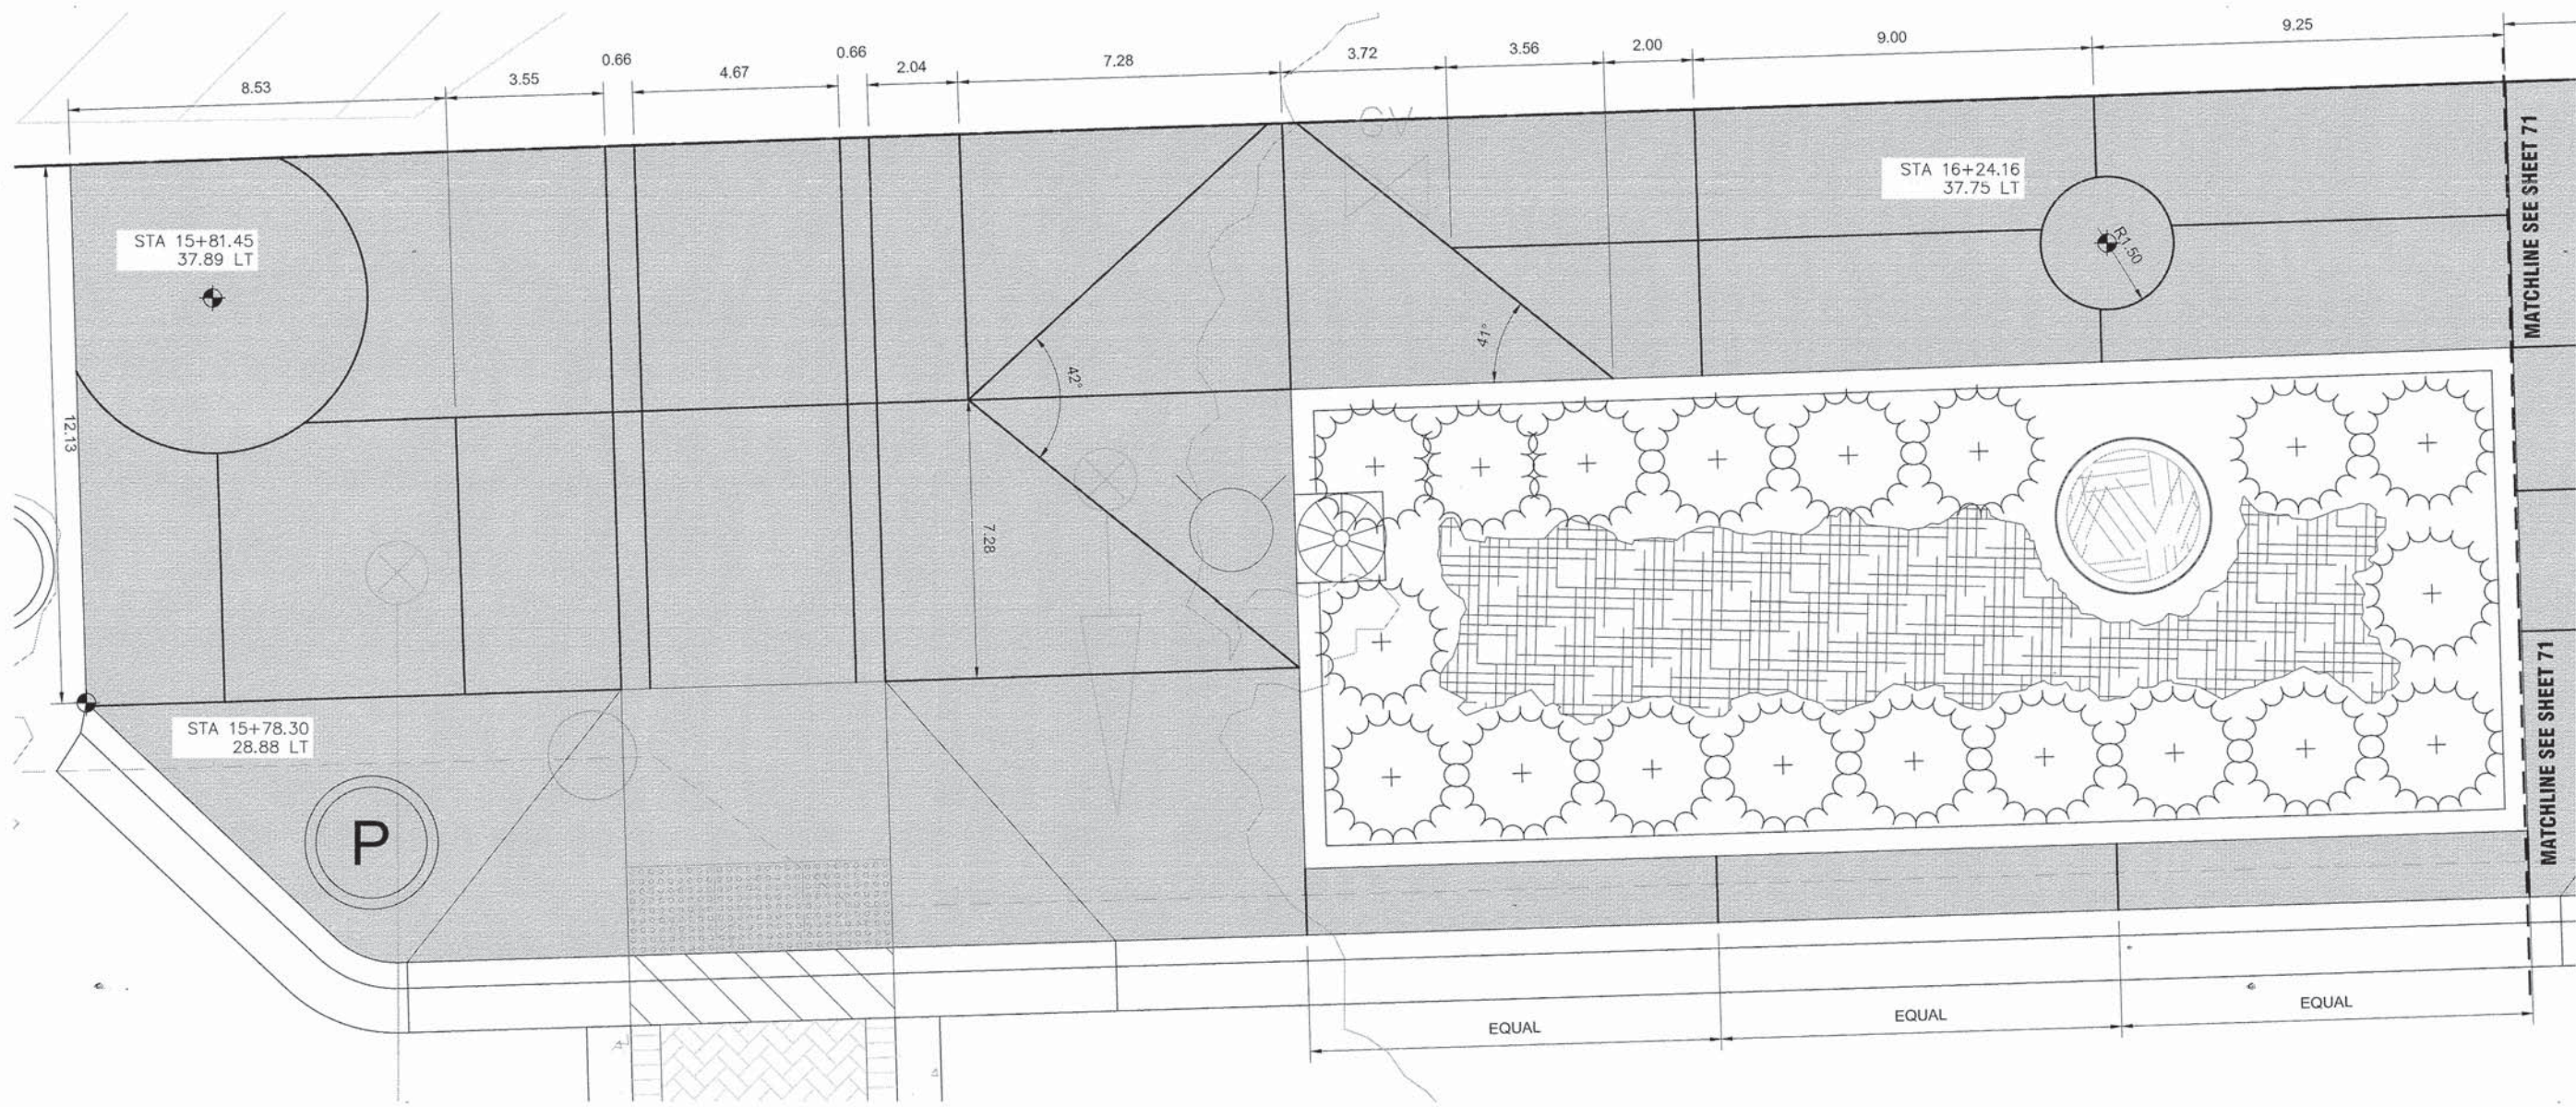 8.53
3.55
0.66
4.67
0.66
2.04
7.28
3.72
3.56
2.00
9.00
9.25
GV
STA 15+81.45
37.89 LT
STA 16+24.16
37.75 LT
R1.50
MATCHLINE SEE SHEET 71
12.13
42°
41°
7.28
STA 15+78.30
28.88 LT
P
MATCHLINE SEE SHEET 71
EQUAL
EQUAL
EQUAL